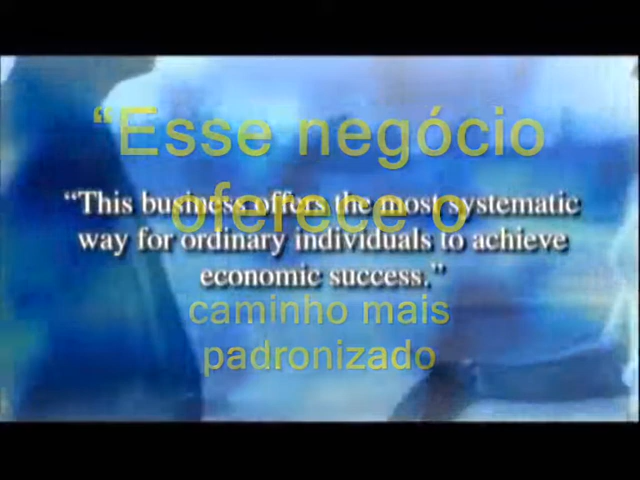 “Esse negócio
oferece o
“This business offers the most systematic
way for ordinary individuals to achieve
economic success.”
caminho mais
padronizado